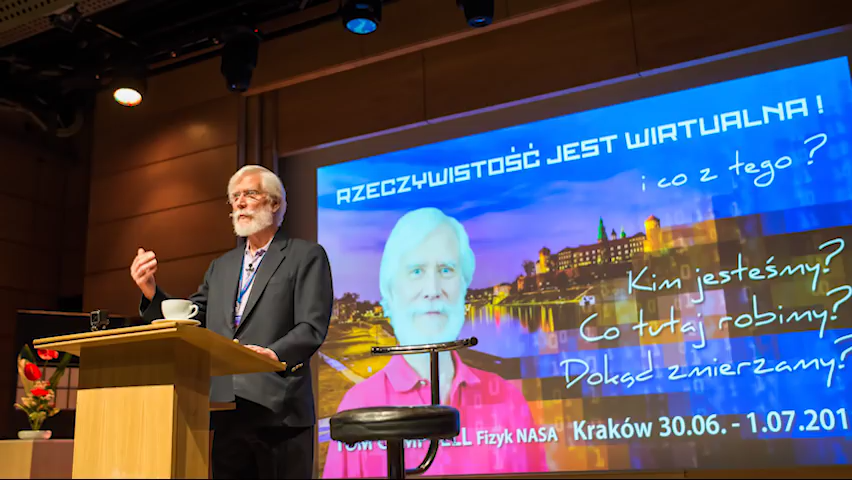 RZECZYWISTOŚĆ JEST WIRTUALNA!
i co z tego?
Kim jesteśmy?
Co tutaj robimy?
Dokąd zmierzamy?
Fizyk NASA
Kraków 30.06. - 1.07.201